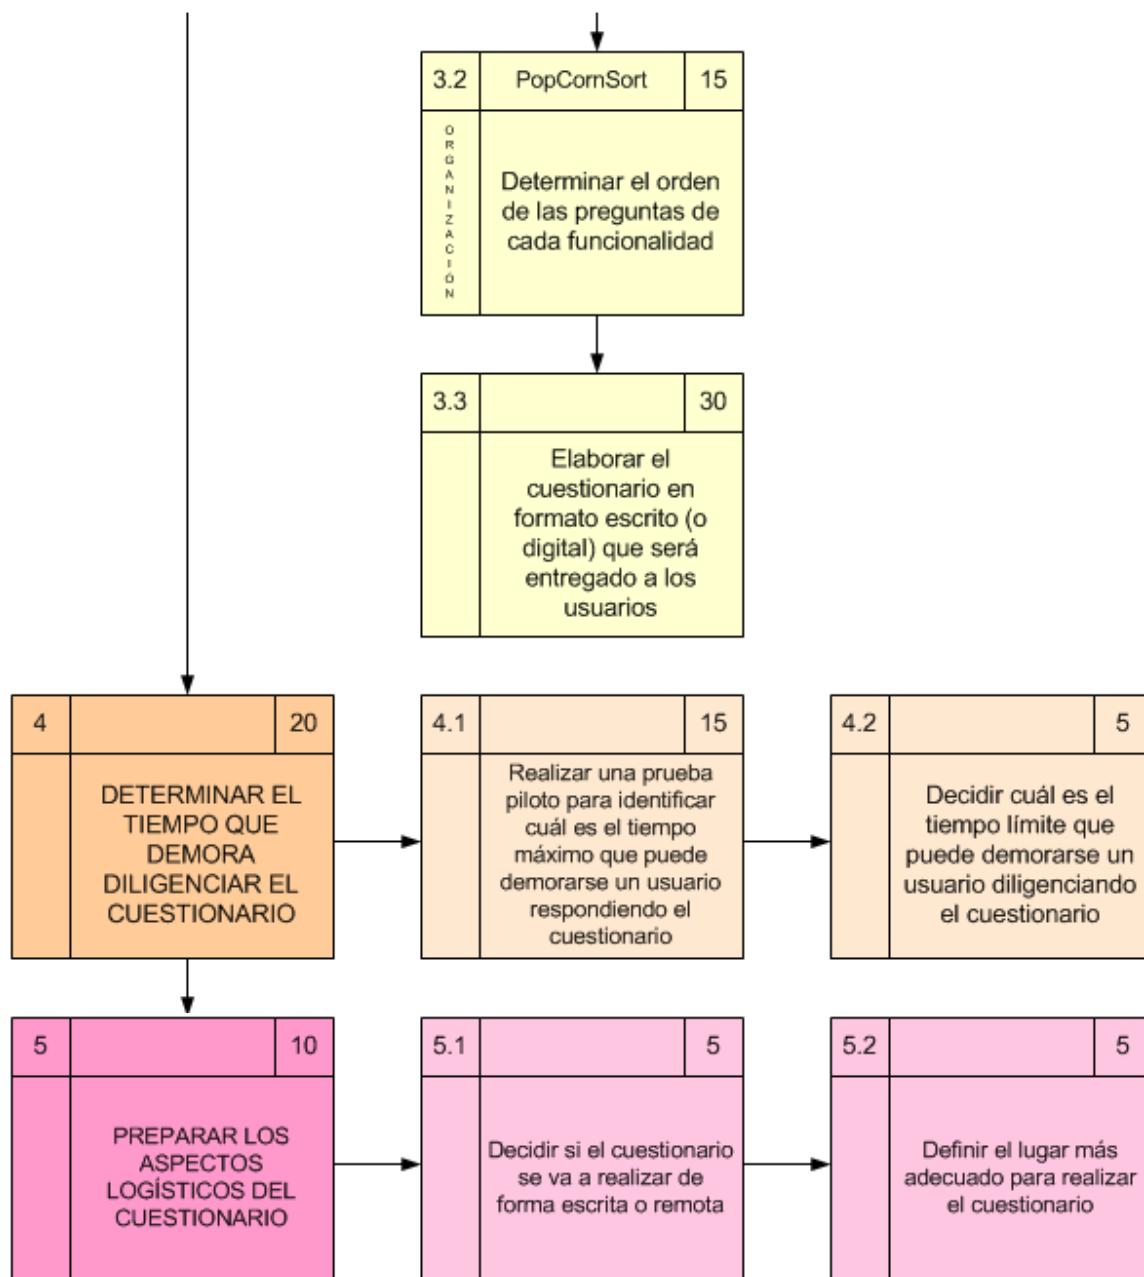 3.2 PopCornSort 15
ORGANIZACIÓN
Determinar el orden
de las preguntas de
cada funcionalidad
3.3 30
Elaborar el
cuestionario en
formato escrito (o
digital) que será
entregado a los
usuarios
4 20
DETERMINAR EL
TIEMPO QUE
DEMORA
DILIGENCIAR EL
CUESTIONARIO
4.1 15
Realizar una prueba
piloto para identificar
cuál es el tiempo
máximo que puede
demorarse un usuario
respondiendo el
cuestionario
4.2 5
Decidir cuál es el
tiempo límite que
puede demorarse un
usuario diligenciando
el cuestionario
5 10
PREPARAR LOS
ASPECTOS
LOGÍSTICOS DEL
CUESTIONARIO
5.1 5
Decidir si el cuestionario
se va a realizar de
forma escrita o remota
5.2 5
Definir el lugar más
adecuado para realizar
el cuestionario